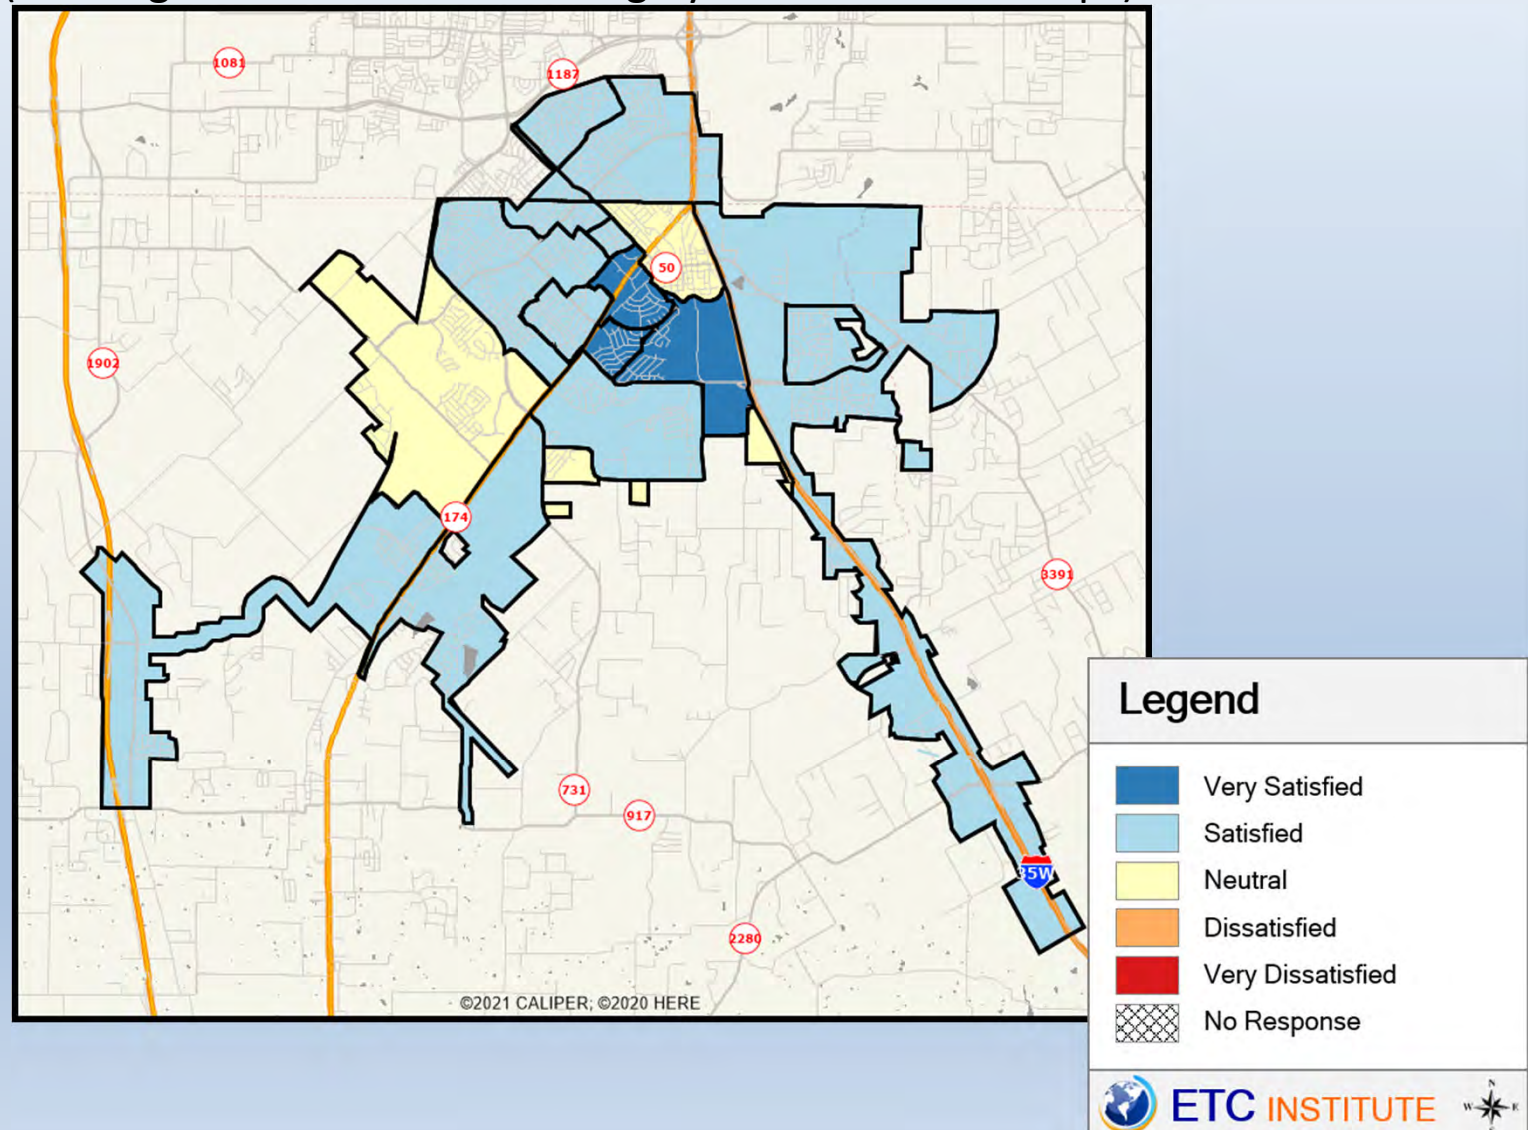 1081
1187
50
1902
174
3391
731
917
35W
2280
©2021 CALIPER; ©2020 HERE
Legend
Very Satisfied
Satisfied
Neutral
Dissatisfied
Very Dissatisfied
No Response
ETC INSTITUTE
N
W E